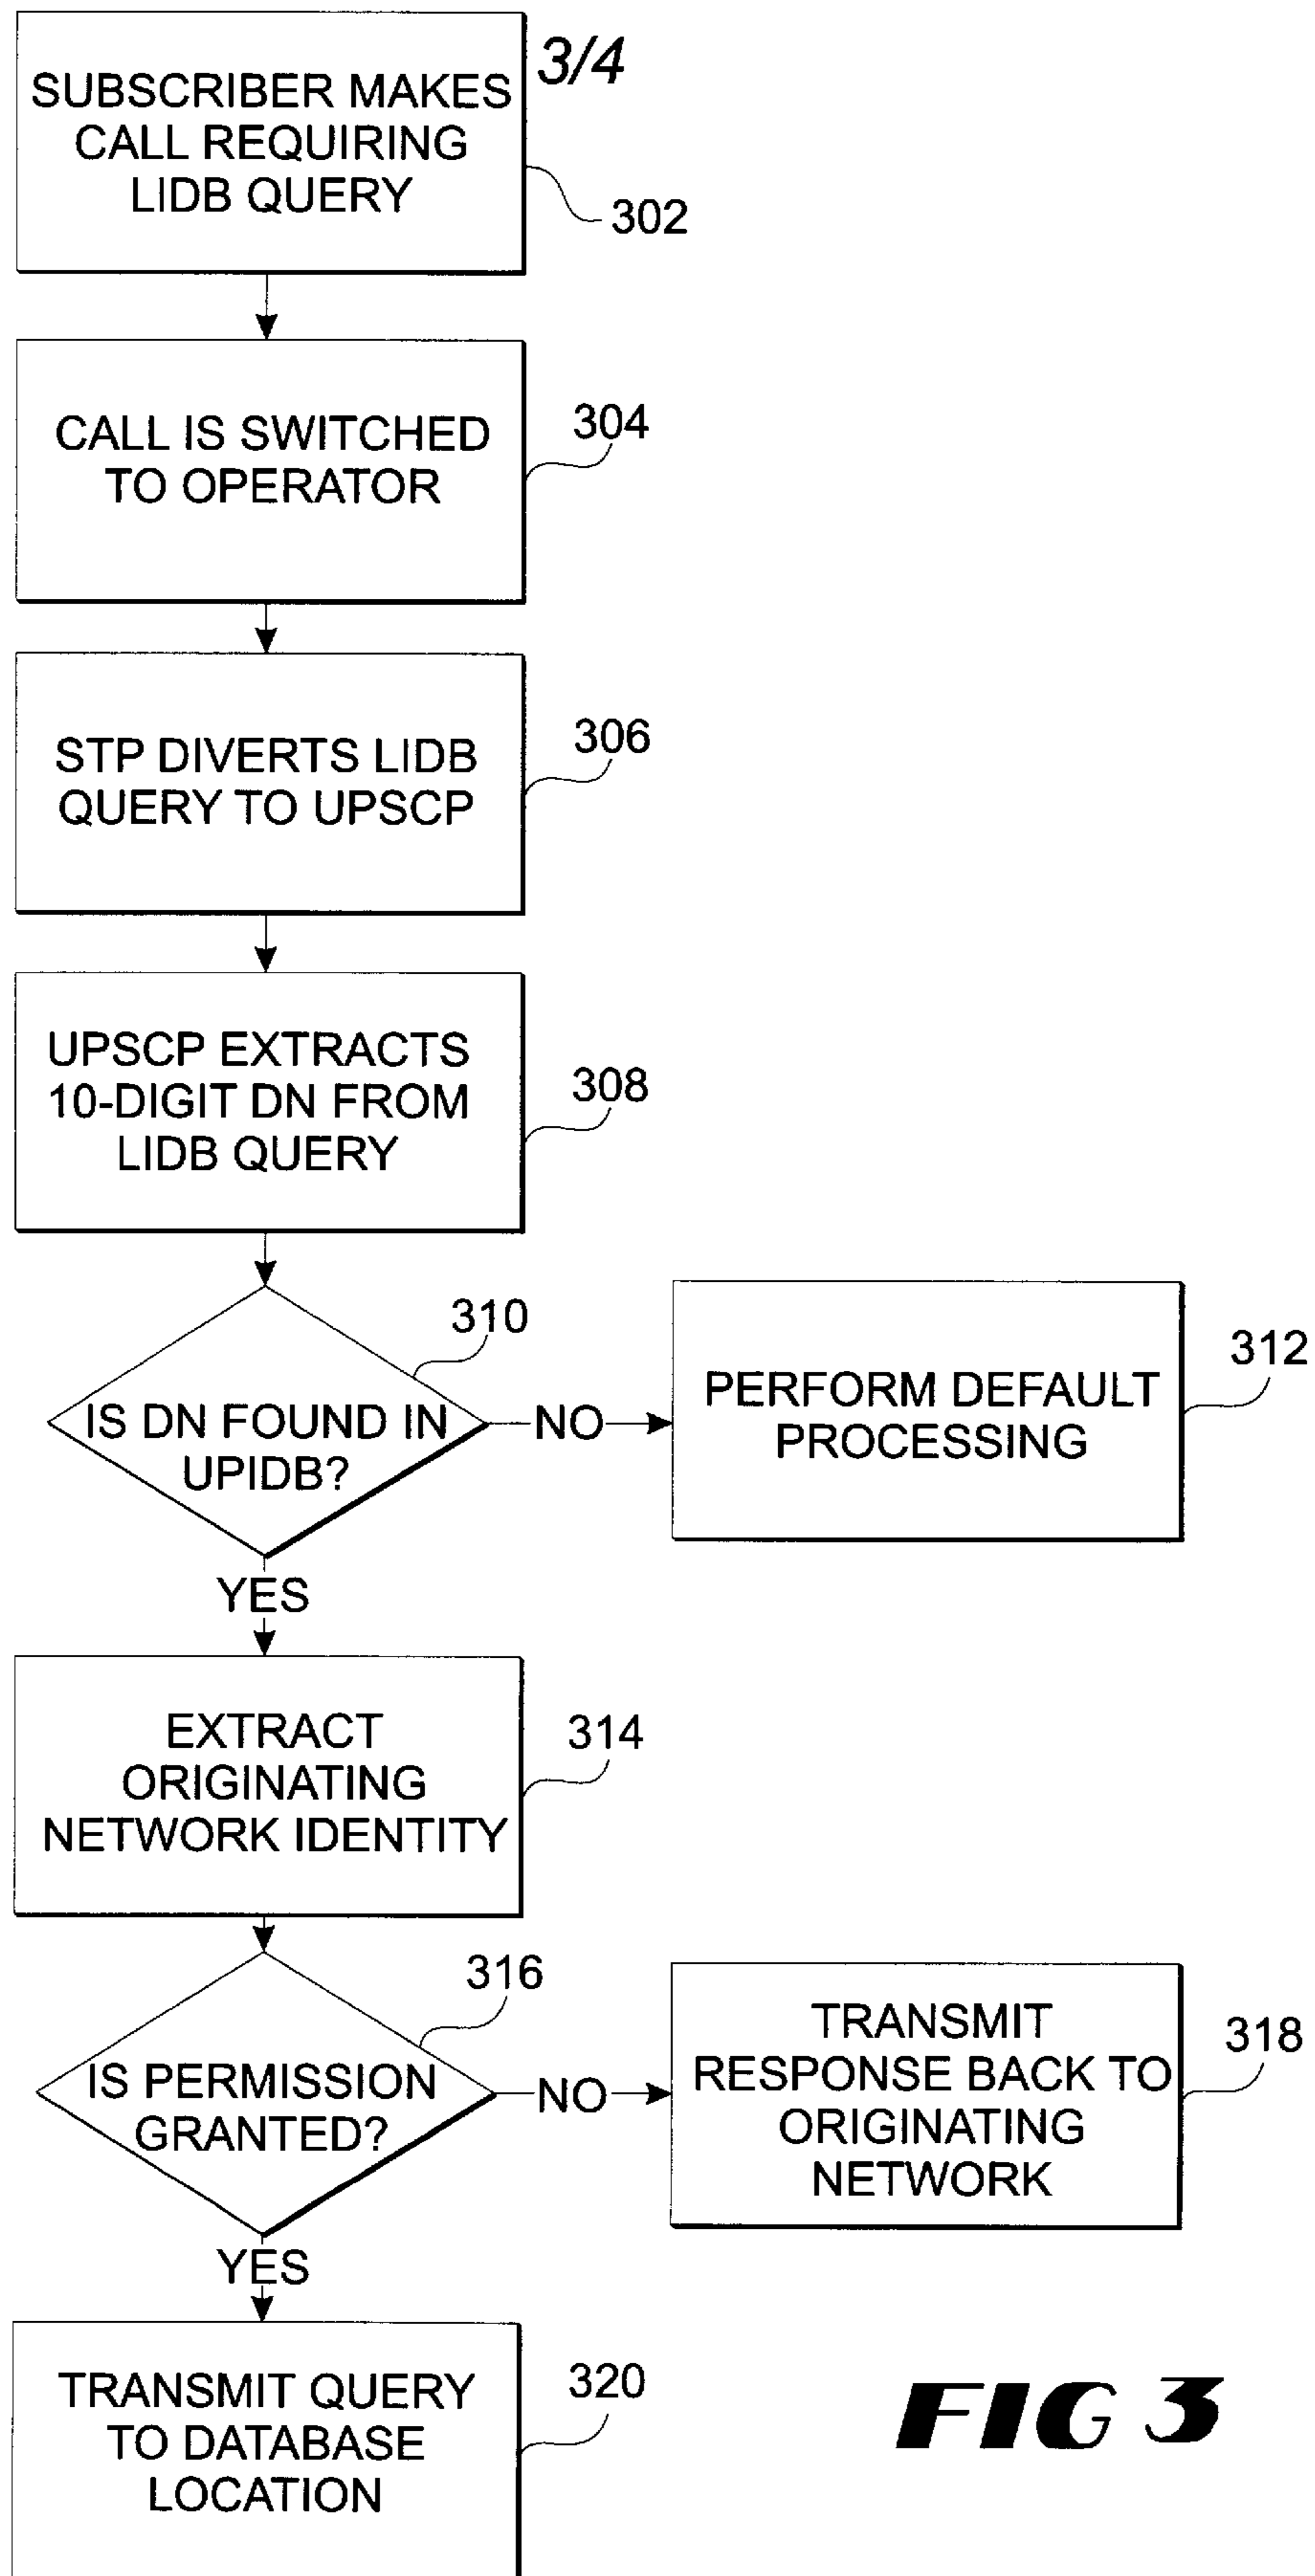 3/4
SUBSCRIBER MAKES
CALL REQUIRING
LIDB QUERY
302
CALL IS SWITCHED
TO OPERATOR
304
STP DIVERTS LIDB
QUERY TO UPSCP
306
UPSCP EXTRACTS
10-DIGIT DN FROM
LIDB QUERY
308
310
IS DN FOUND IN
UPIDB?
NO
PERFORM DEFAULT
PROCESSING
312
YES
EXTRACT
ORIGINATING
NETWORK IDENTITY
314
316
IS PERMISSION
GRANTED?
NO
TRANSMIT
RESPONSE BACK TO
ORIGINATING
NETWORK
318
YES
TRANSMIT QUERY
TO DATABASE
LOCATION
320
FIG 3